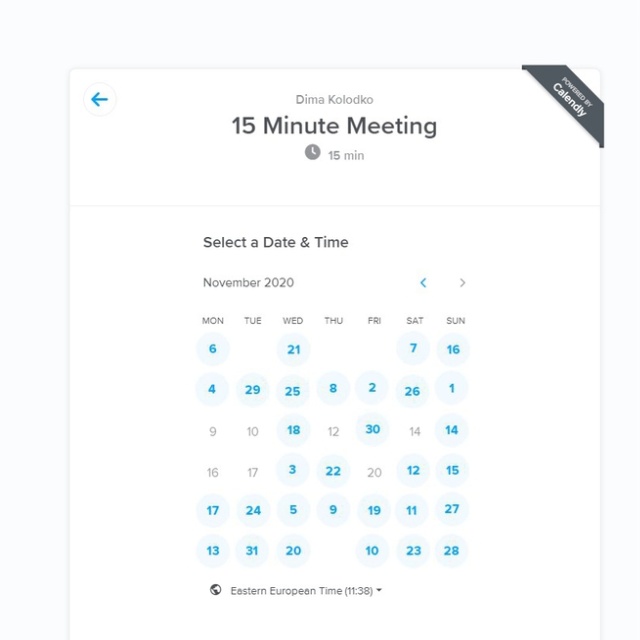 POWERED BY
Calendly
Dima Kolodko
15 Minute Meeting
15 min
Select a Date & Time
November 2020
MON TUE WED THU FRI SAT SUN
6 21 7 16
4 29 25 8 2 26 1
9 10 18 12 30 14 14
16 17 3 22 20 12 15
17 24 5 9 19 11 27
13 31 20 10 23 28
Eastern European Time (11:38)